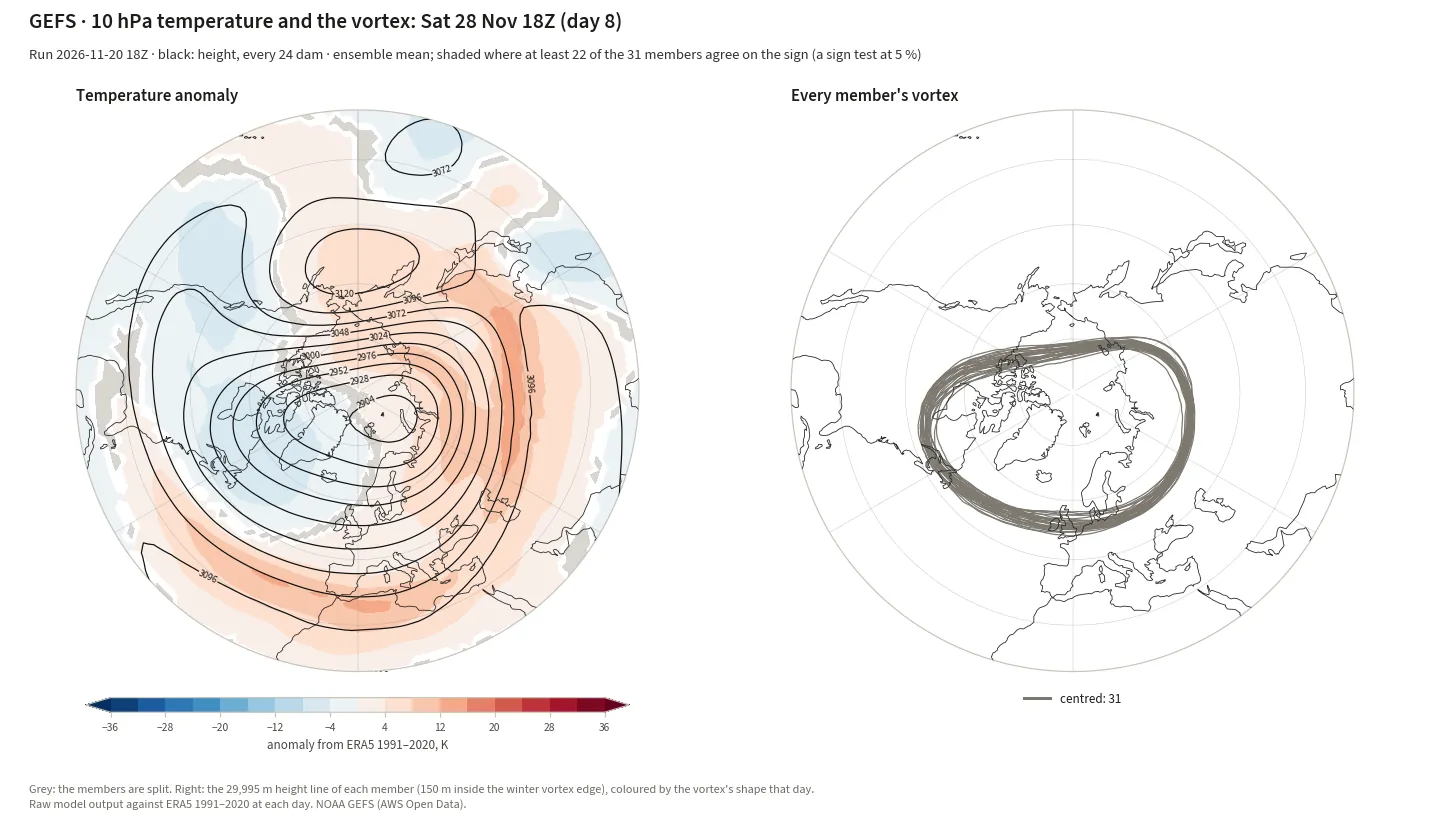 GEFS · 10 hPa temperature and the vortex: Sat 28 Nov 18Z (day 8)
Run 2026-11-20 18Z · black: height, every 24 dam · ensemble mean; shaded where at least 22 of the 31 members agree on the sign (a sign test at 5 %)
Temperature anomaly
Every member's vortex
3072
3120
3096
3072
3048
3024
3000
2976
2952
2928
2904
3096
3096
centred: 31
−36 −28 −20 −12 −4 4 12 20 28 36
anomaly from ERA5 1991–2020, K
Grey: the members are split. Right: the 29,995 m height line of each member (150 m inside the winter vortex edge), coloured by the vortex's shape that day.
Raw model output against ERA5 1991–2020 at each day. NOAA GEFS (AWS Open Data).